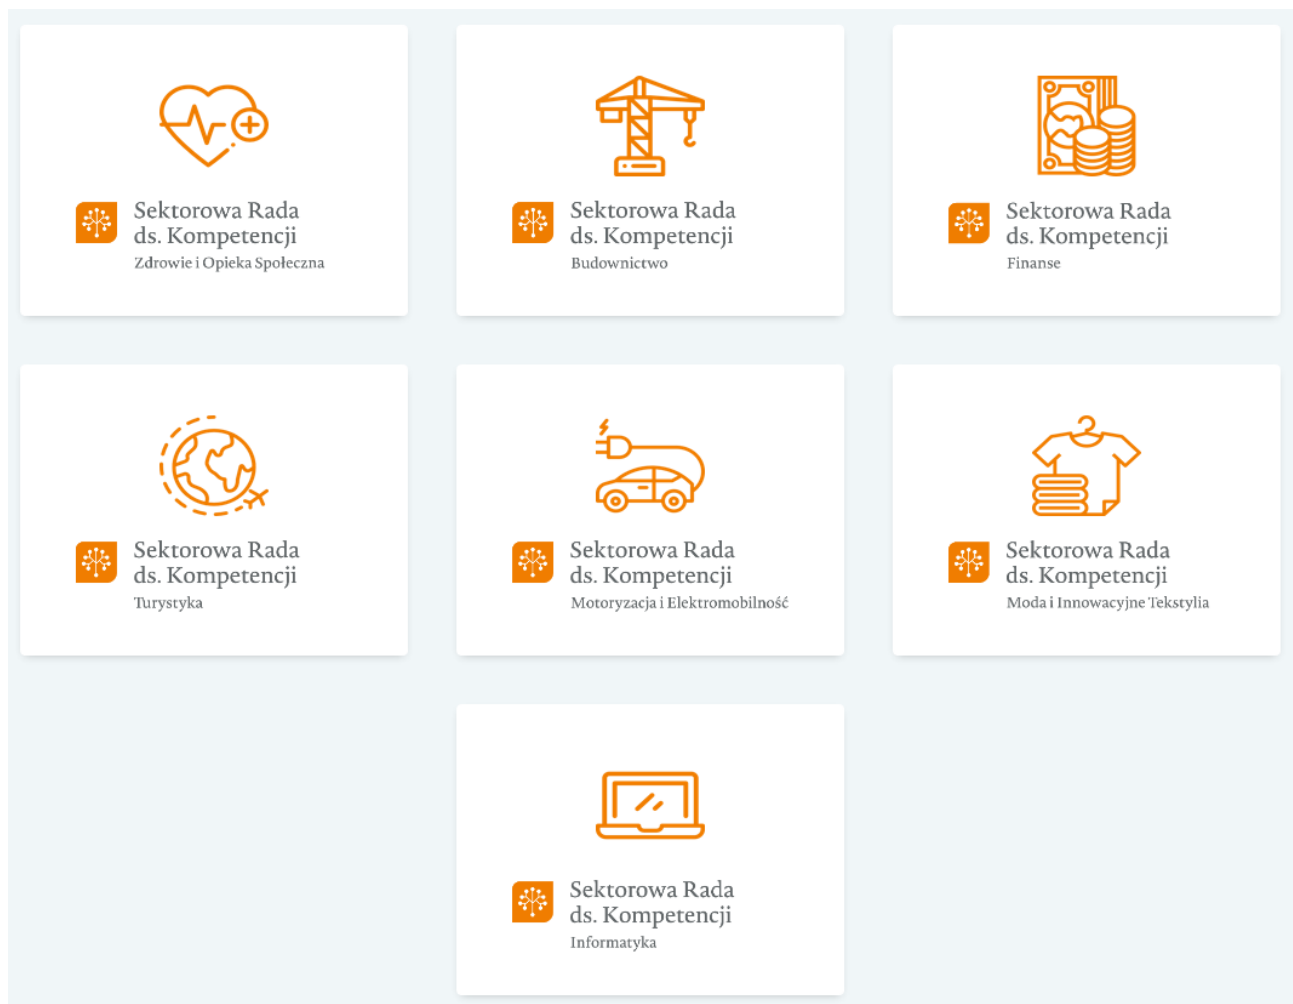 Sektorowa Rada
ds. Kompetencji
Zdrowie i Opieka Społeczna
Sektorowa Rada
ds. Kompetencji
Budownictwo
Sektorowa Rada
ds. Kompetencji
Finanse
Sektorowa Rada
ds. Kompetencji
Turystyka
Sektorowa Rada
ds. Kompetencji
Motoryzacja i Elektromobilność
Sektorowa Rada
ds. Kompetencji
Moda i Innowacyjne Tekstylia
Sektorowa Rada
ds. Kompetencji
Informatyka